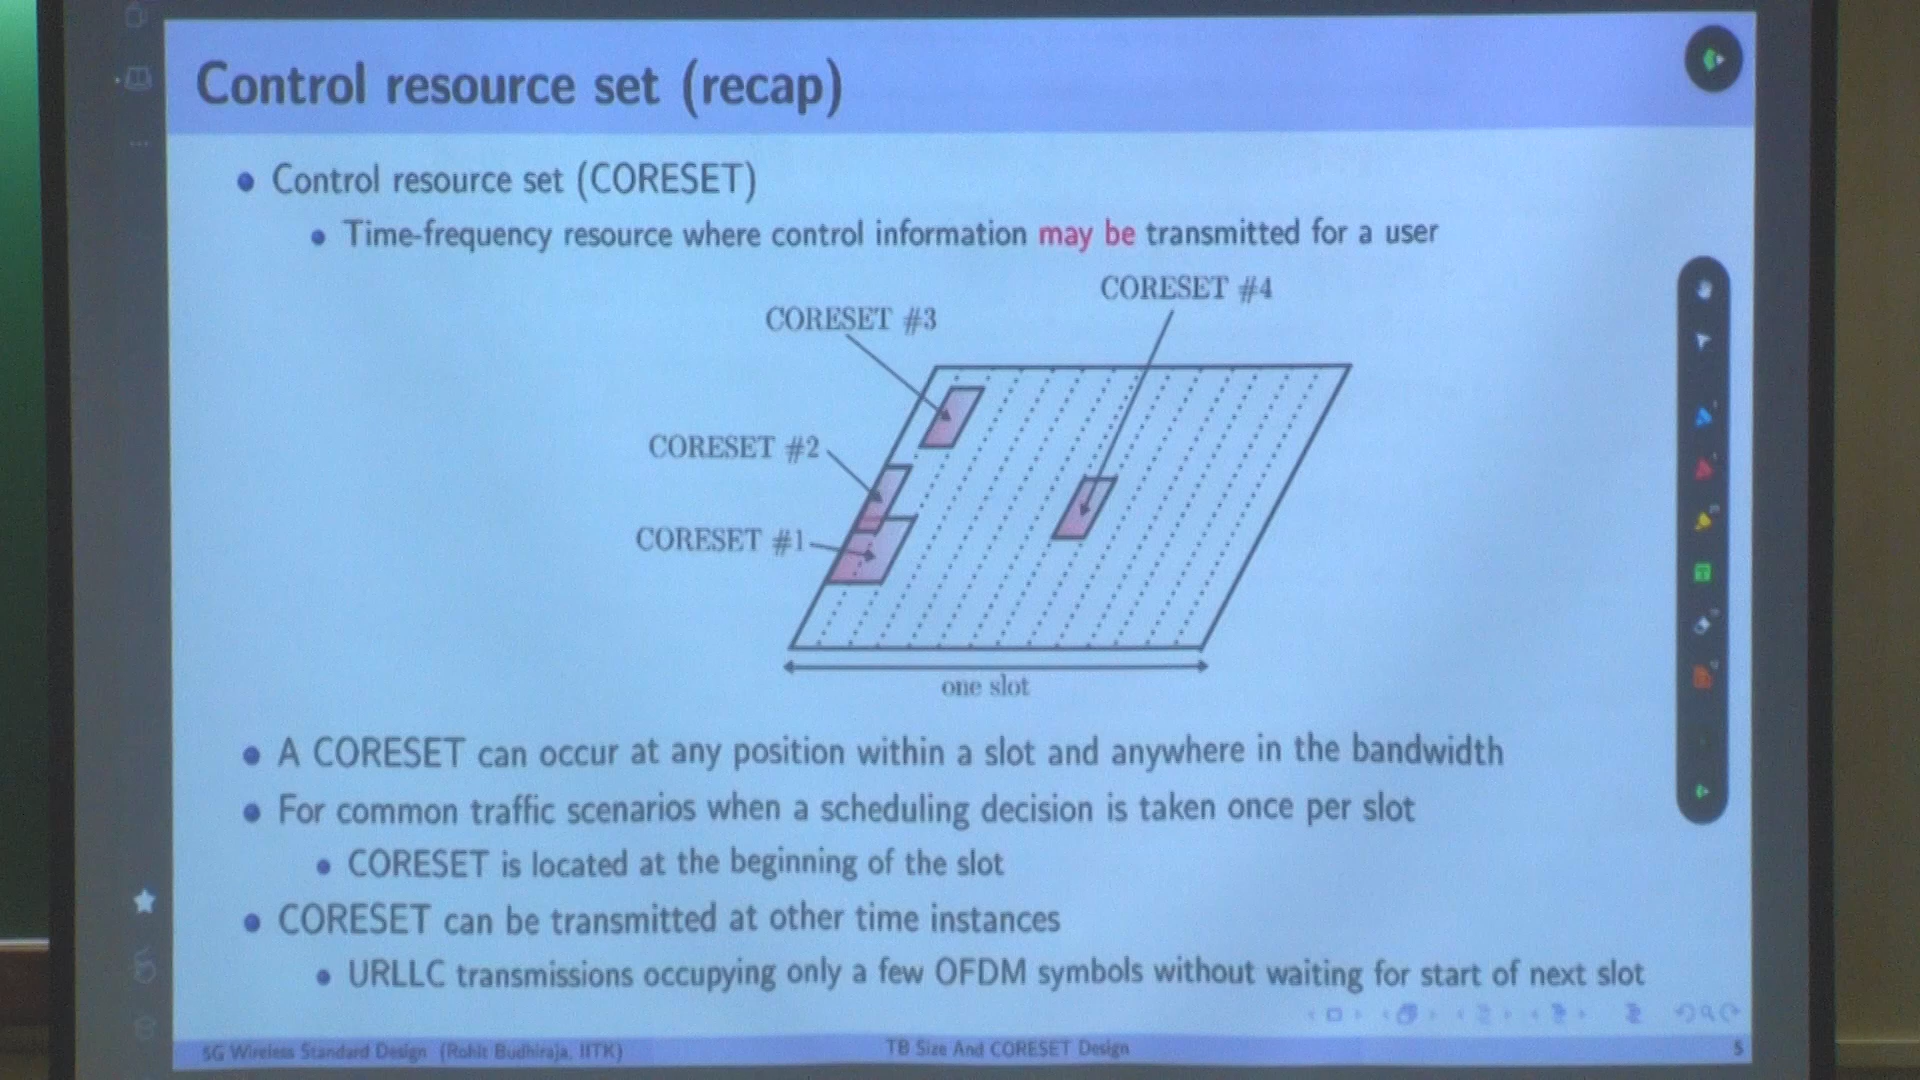 Control resource set (recap)
Control resource set (CORESET)
Time-frequency resource where control information may be transmitted for a user
CORESET #4
CORESET #3
CORESET #2
CORESET #1
one slot
A CORESET can occur at any position within a slot and anywhere in the bandwidth
For common traffic scenarios when a scheduling decision is taken once per slot
CORESET is located at the beginning of the slot
CORESET can be transmitted at other time instances
URLLC transmissions occupying only a few OFDM symbols without waiting for start of next slot
5G Wireless Standard Design (Rohit Budhiraja, IITK)
TB Size And CORESET Design
5